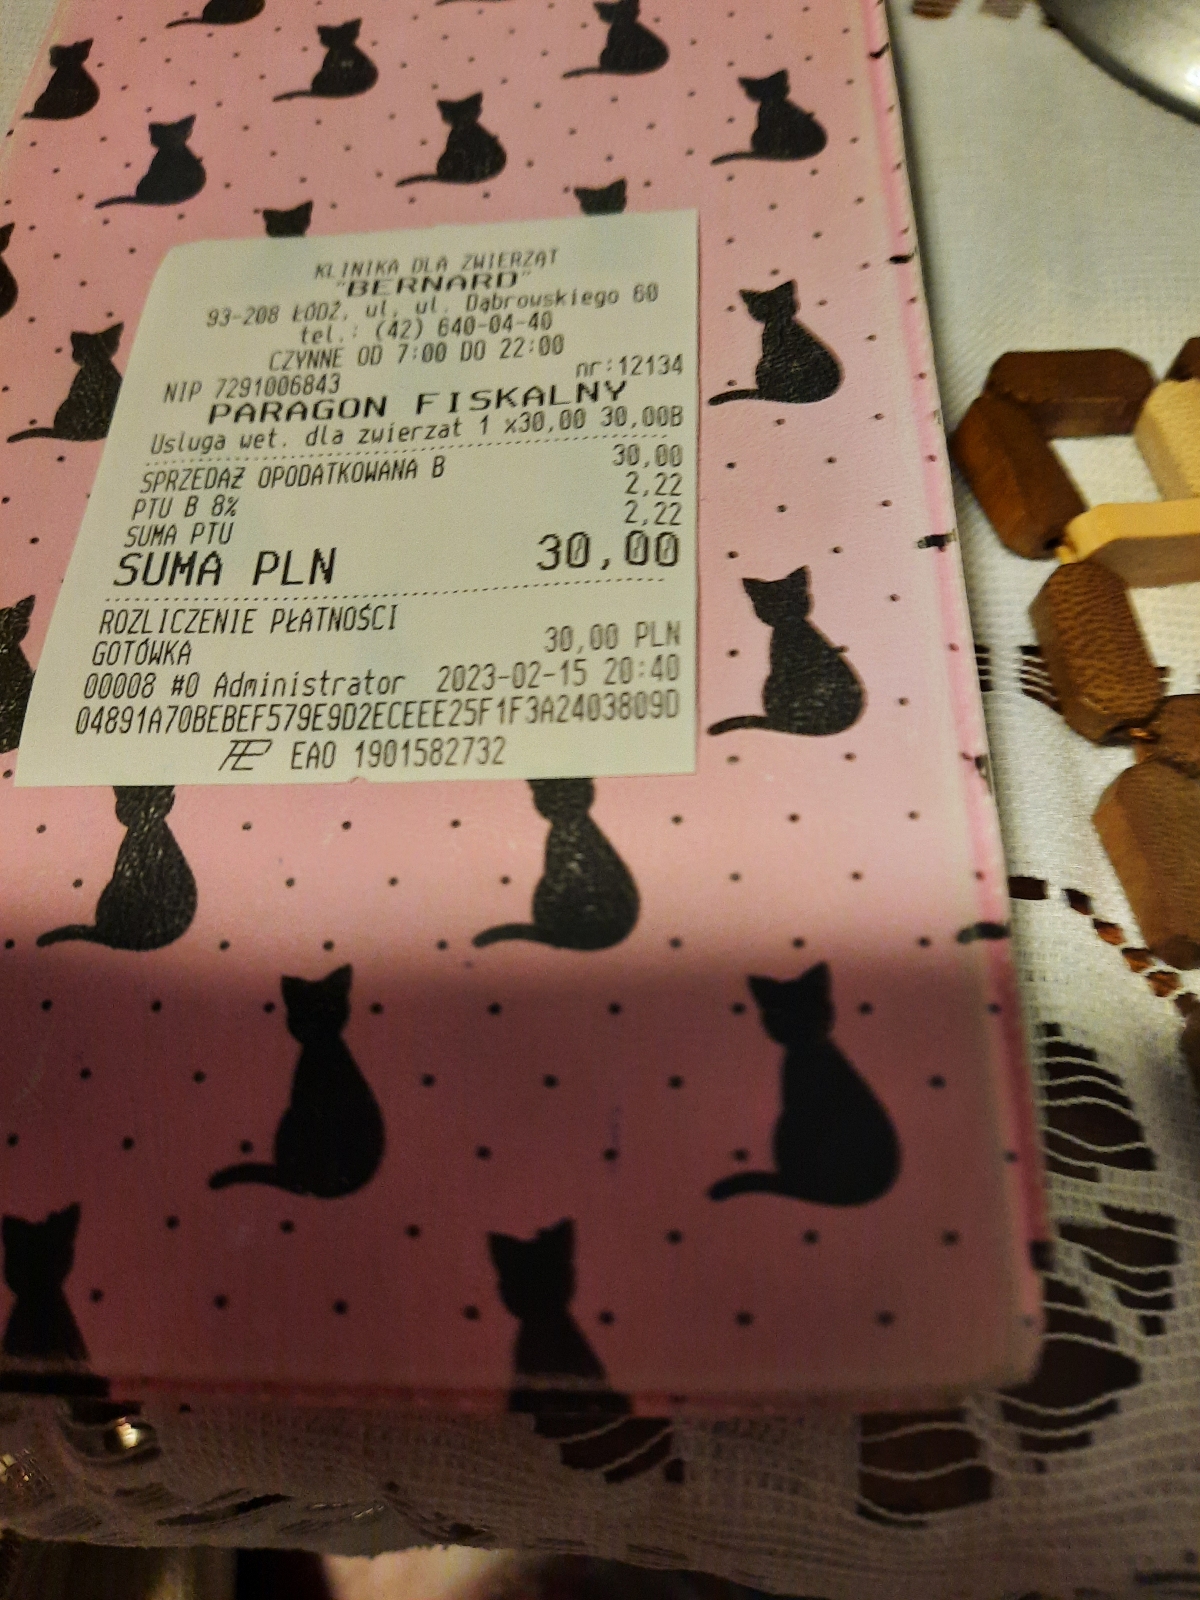 KLINIKA DLA ZWIERZĄT
"BERNARD"
93-208 ŁÓDŹ, ul. ul. Dąbrowskiego 60
tel.: (42) 640-04-40
CZYNNE OD 7:00 DO 22:00
NIP 7291006843 nr:12134
PARAGON FISKALNY
Usluga wet. dla zwierzat 1 x30,00 30,00B
SPRZEDAŻ OPODATKOWANA B 30,00
PTU B 8% 2,22
SUMA PTU 2,22
SUMA PLN 30,00
ROZLICZENIE PŁATNOŚCI
GOTÓWKA 30,00 PLN
00008 #0 Administrator 2023-02-15 20:40
04891A70BEBEF579E9D2ECEEE25F1F3A2403809D
EAO 1901582732